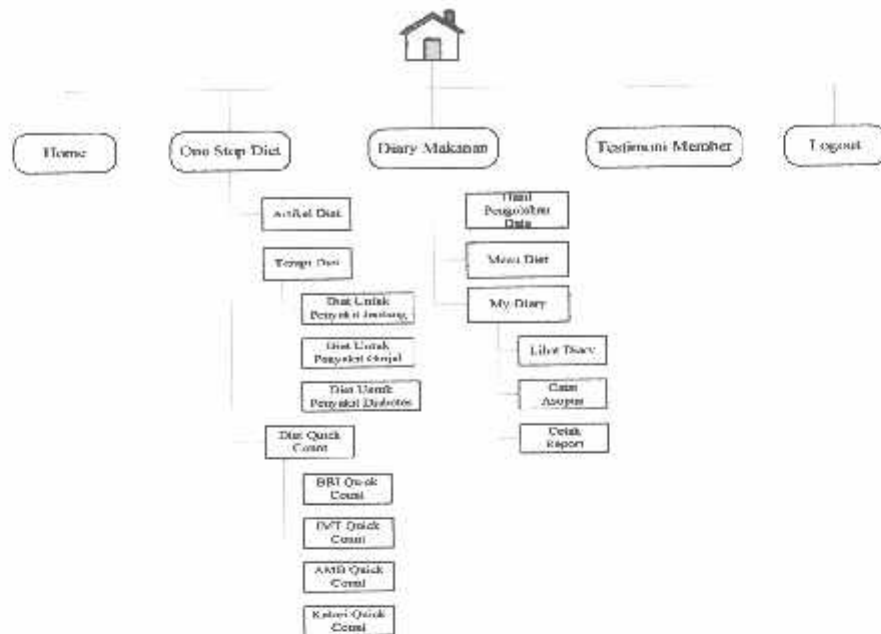 Home
One Stop Diet
Diary Makanan
Testimoni Member
Logout
Artikel Diet
Terapi Diet
Diet Untuk
Penyakit Jantung
Diet Untuk
Penyakit Ginjal
Diet Untuk
Penyakit Diabetes
Diet Quick
Count
BBI Quick
Count
IMT Quick
Count
AMB Quick
Count
Kalori Quick
Count
Hasil
Pengolahan
Data
Menu Diet
My Diary
Lihat Diary
Catat
Asupan
Cetak
Report